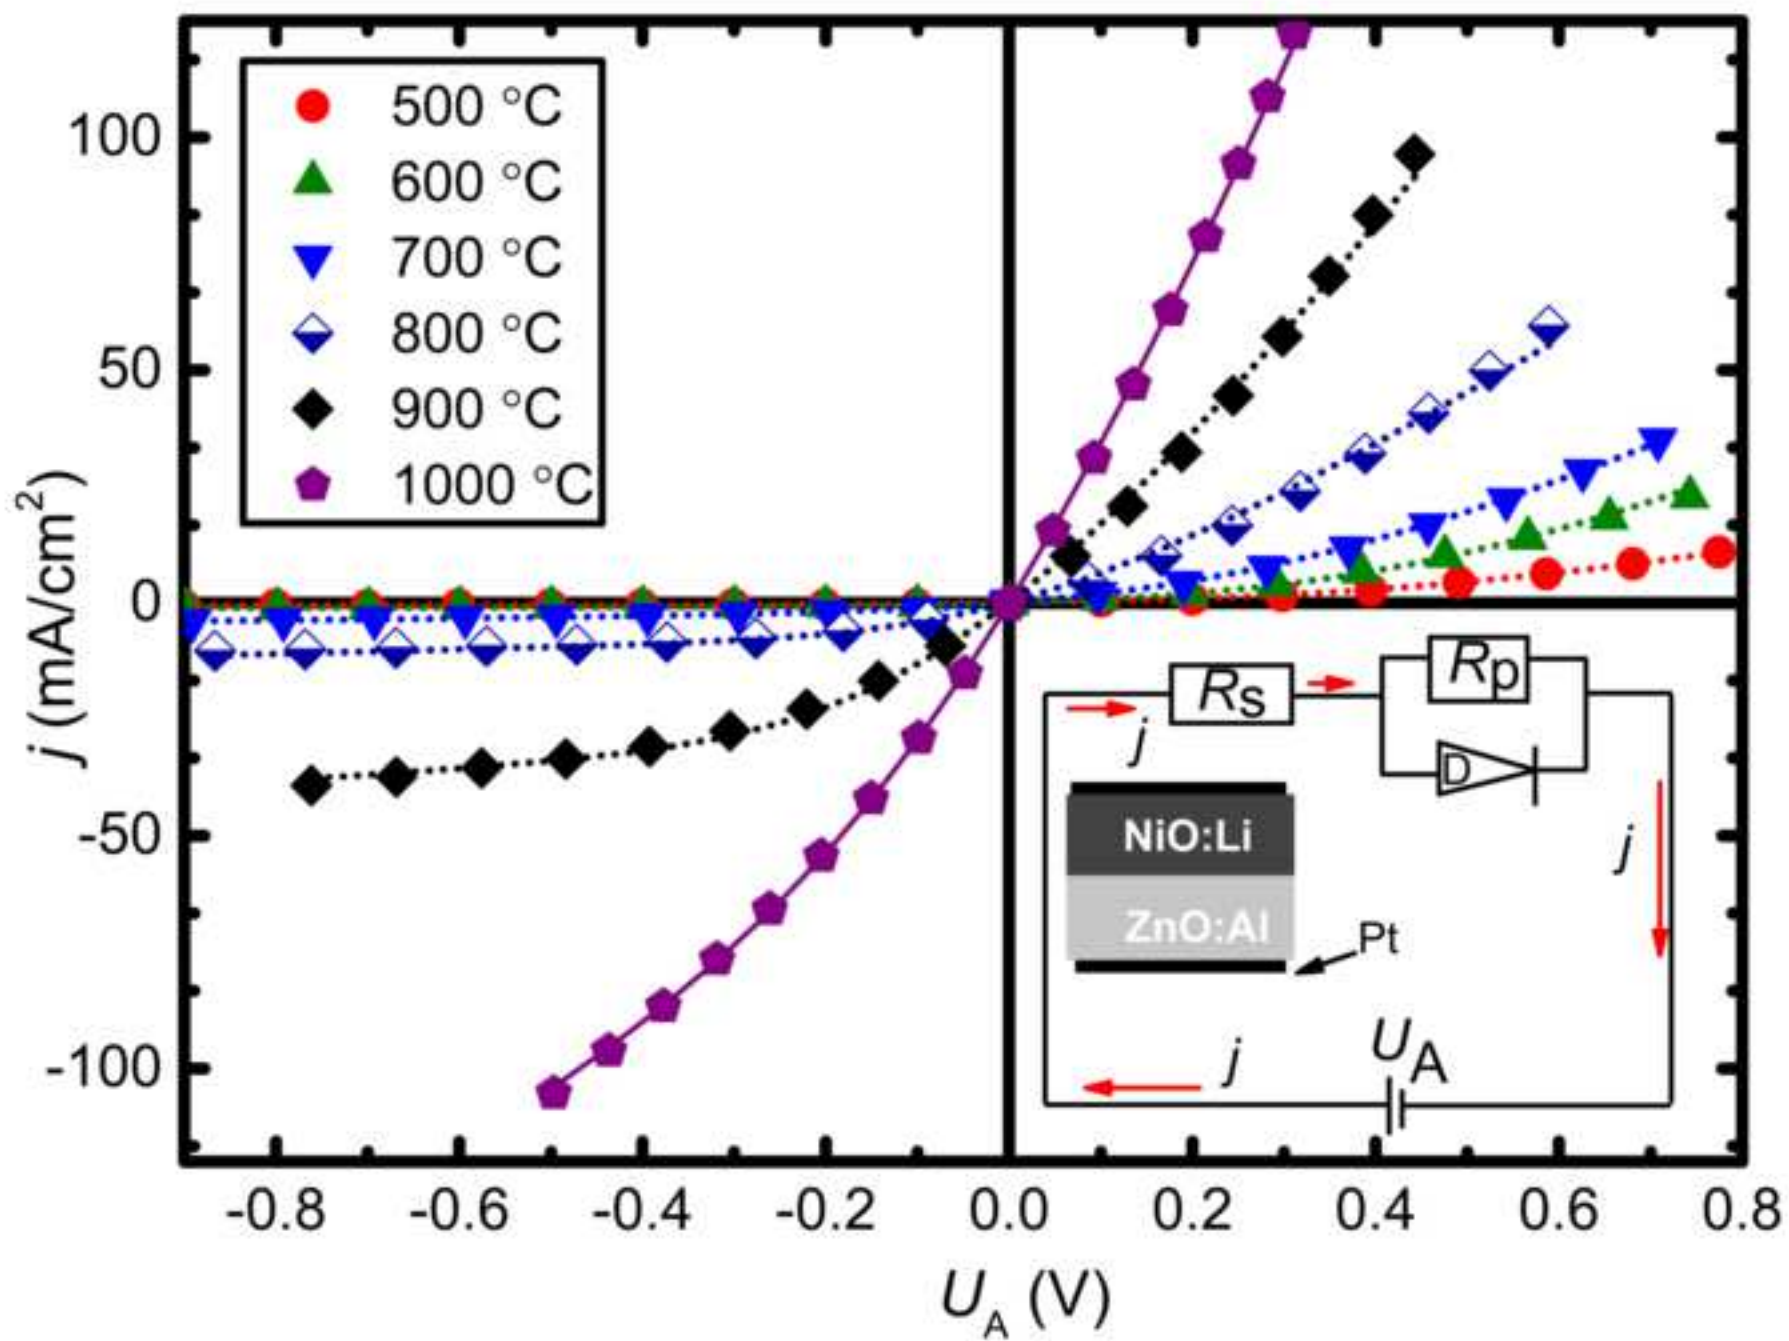 500 °C
600 °C
700 °C
800 °C
900 °C
1000 °C
100
50
0
-50
-100
j (mA/cm²)
Rs
Rp
j
D
NiO:Li
j
ZnO:Al
Pt
j
UA
-0.8 -0.6 -0.4 -0.2 0.0 0.2 0.4 0.6 0.8
UA (V)